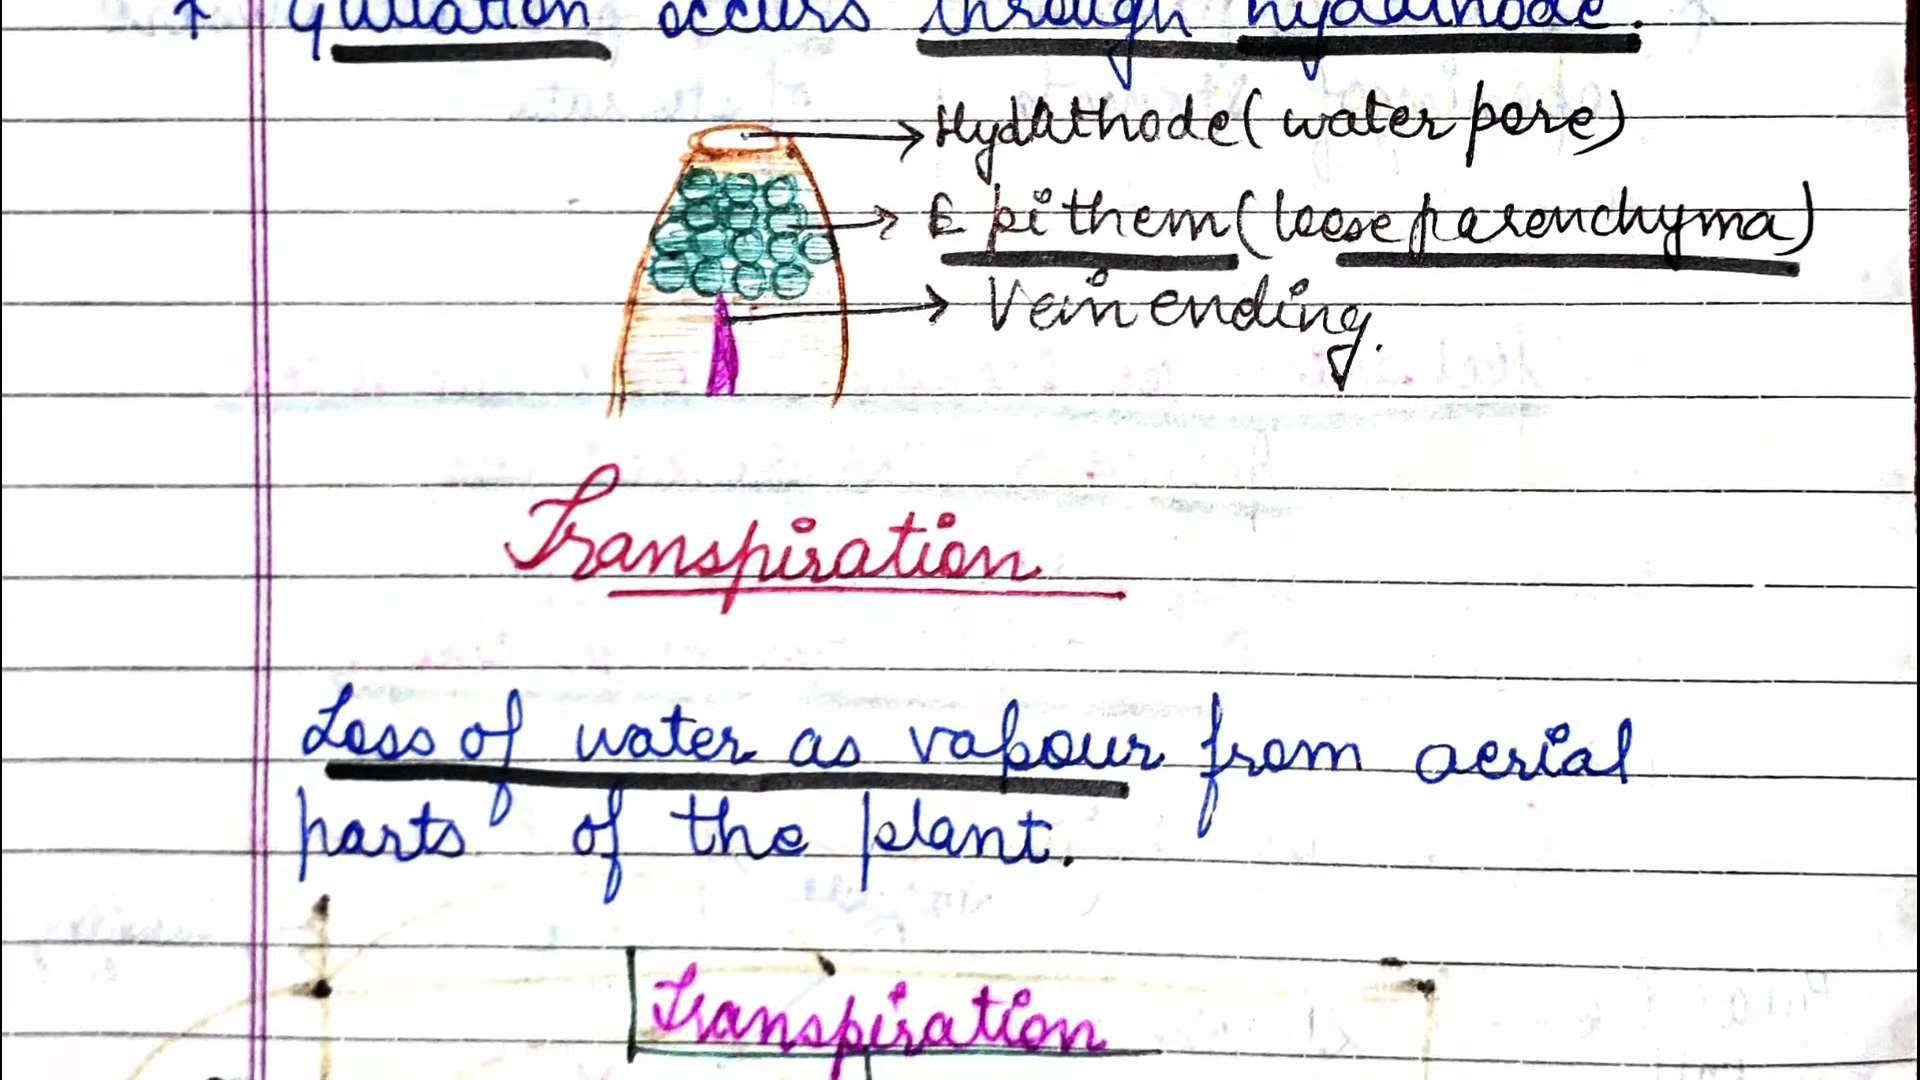 * Guttation occurs through hydathode.
Hydathode (water pore)
Epithem (loose parenchyma)
Vein ending.
Transpiration
Loss of water as vapour from aerial
parts of the plant.
Transpiration